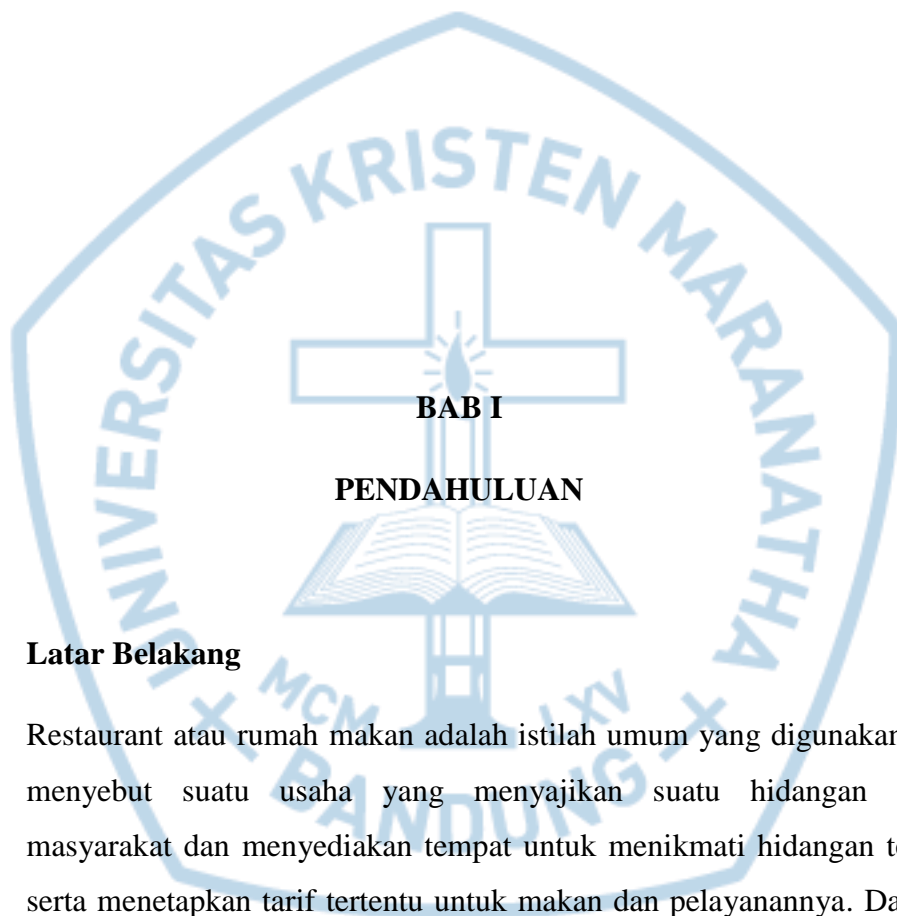 UNIVERSITAS KRISTEN MARANATHA
BAB I
PENDAHULUAN
Latar Belakang
MCM LXV
Restaurant atau rumah makan adalah istilah umum yang digunakan
menyebut suatu usaha yang menyajikan suatu hidangan
BANDUNG
masyarakat dan menyediakan tempat untuk menikmati hidangan
serta menetapkan tarif tertentu untuk makan dan pelayanannya.